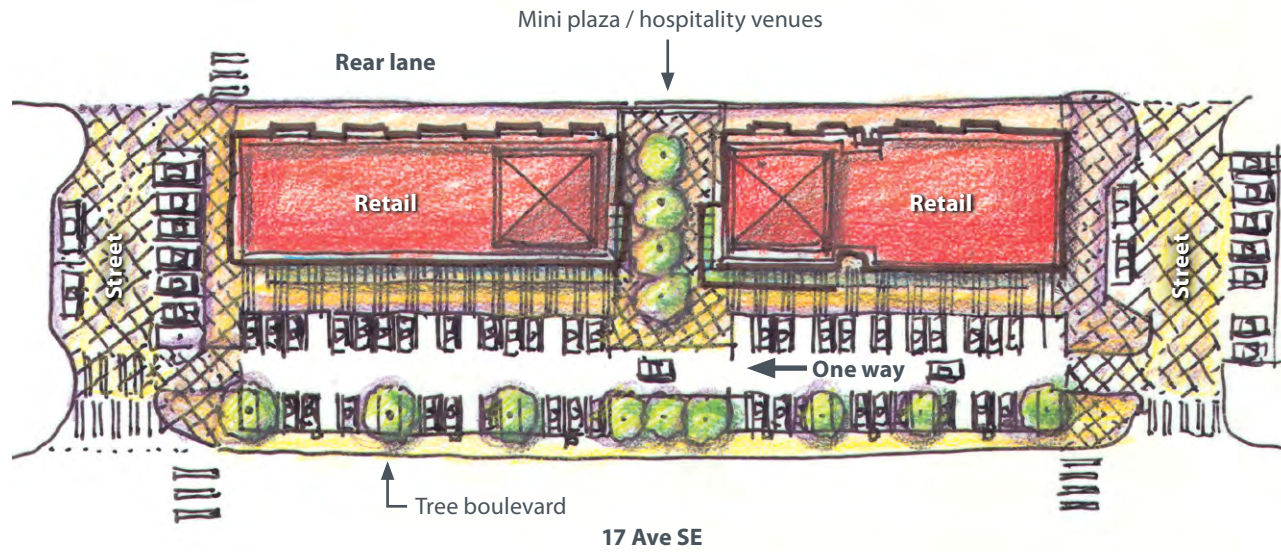 Mini plaza / hospitality venues
Rear lane
Retail
Retail
Street
Street
One way
Tree boulevard
17 Ave SE